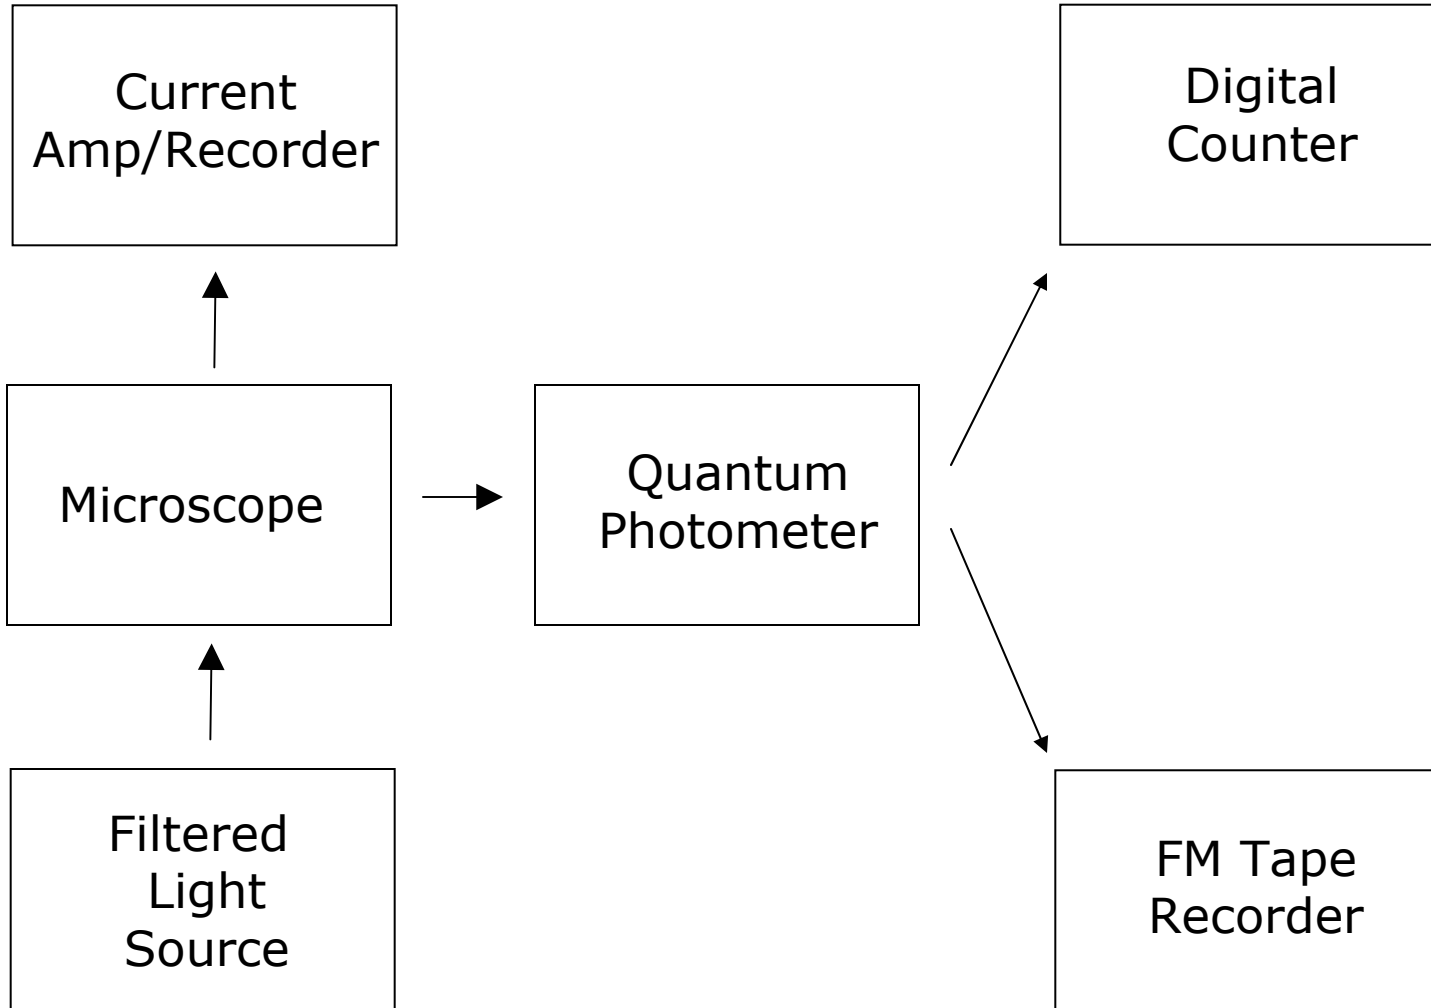 Current
Amp/Recorder
Digital
Counter
Microscope
Quantum
Photometer
Filtered
Light
Source
FM Tape
Recorder